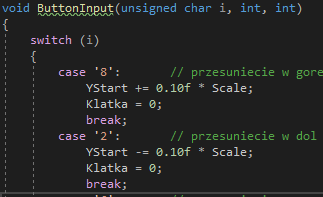 void ButtonInput(unsigned char i, int, int)
{
switch (i)
{
case '8': // przesuniecie w gore
YStart += 0.10f * Scale;
Klatka = 0;
break;
case '2': // przesuniecie w dol
YStart -= 0.10f * Scale;
Klatka = 0;
break;